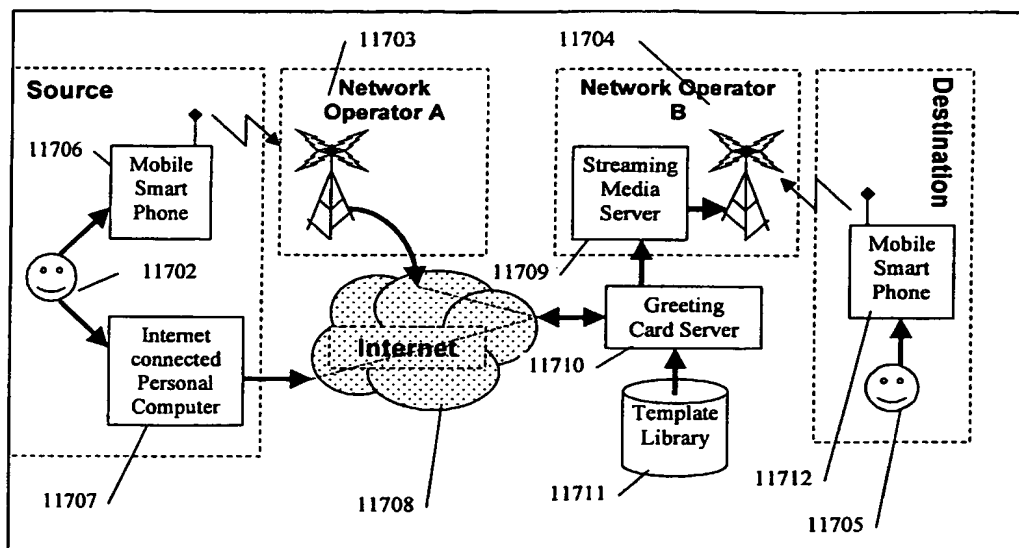 11703
11704
Source
Network
Operator A
Network Operator
B
Destination
11706
Mobile
Smart
Phone
Streaming
Media
Server
11702
11709
Mobile
Smart
Phone
Internet
connected
Personal
Computer
Internet
Greeting
Card Server
11710
Template
Library
11707
11708
11711
11712
11705